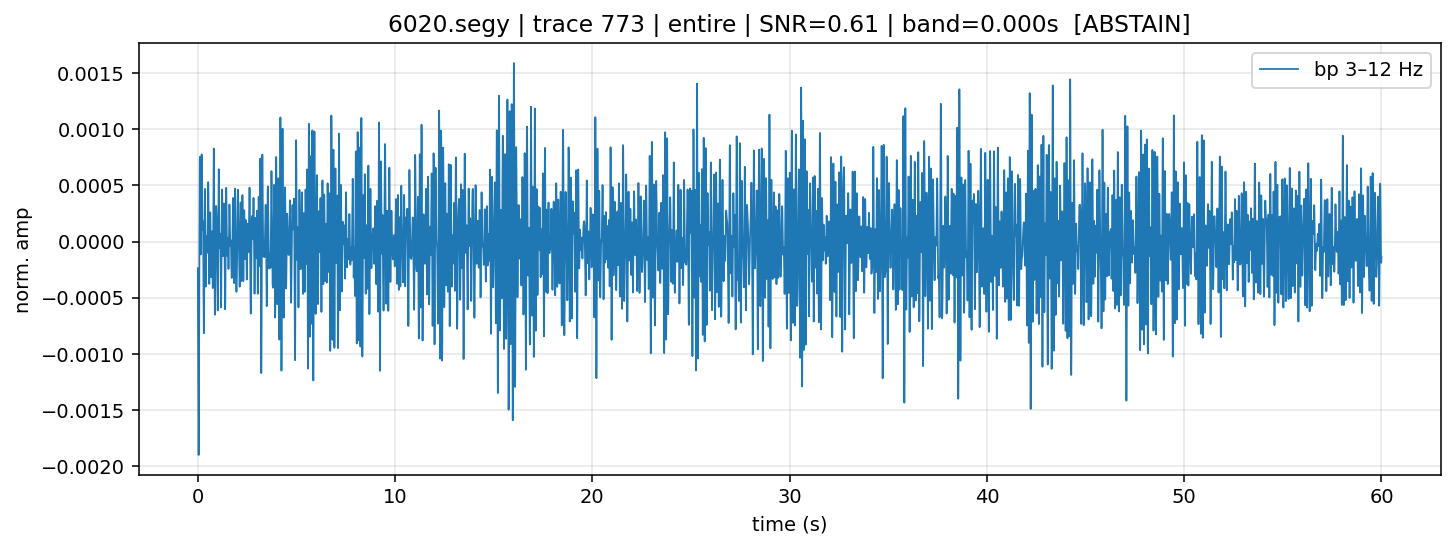 6020.segy | trace 773 | entire | SNR=0.61 | band=0.000s  [ABSTAIN]
bp 3–12 Hz
0.0015
0.0010
0.0005
0.0000
−0.0005
−0.0010
−0.0015
−0.0020
norm. amp
0 10 20 30 40 50 60
time (s)